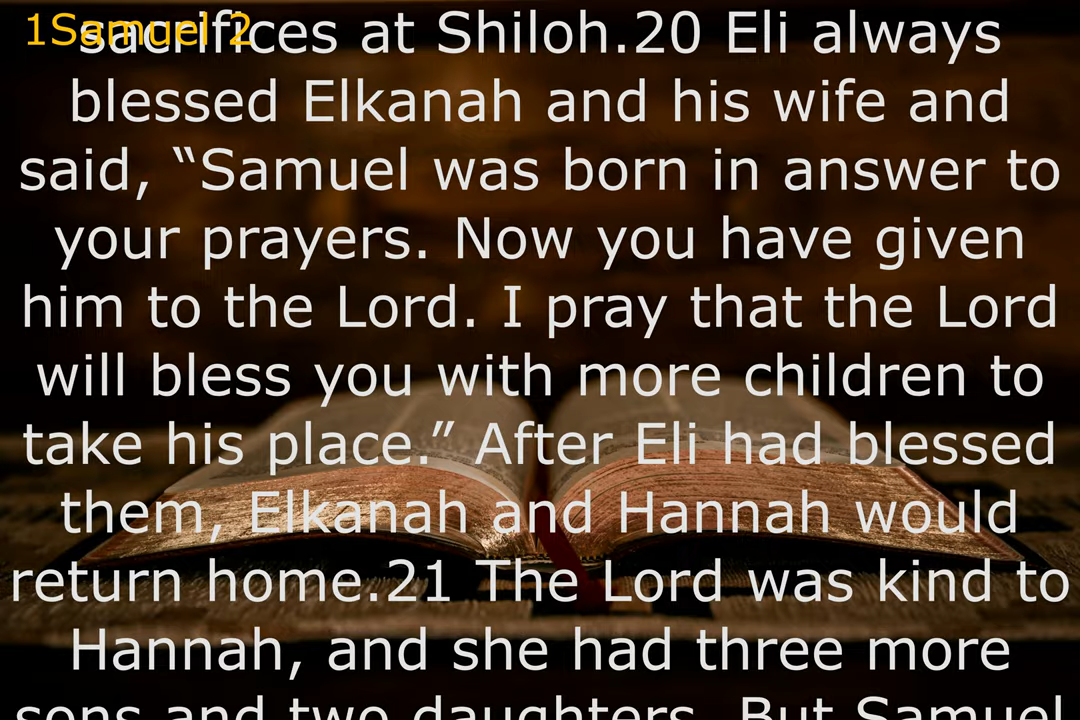 1Samuel 2
sacrifices at Shiloh.20 Eli always
blessed Elkanah and his wife and
said, “Samuel was born in answer to
your prayers. Now you have given
him to the Lord. I pray that the Lord
will bless you with more children to
take his place.” After Eli had blessed
them, Elkanah and Hannah would
return home.21 The Lord was kind to
Hannah, and she had three more
sons and two daughters. But Samuel